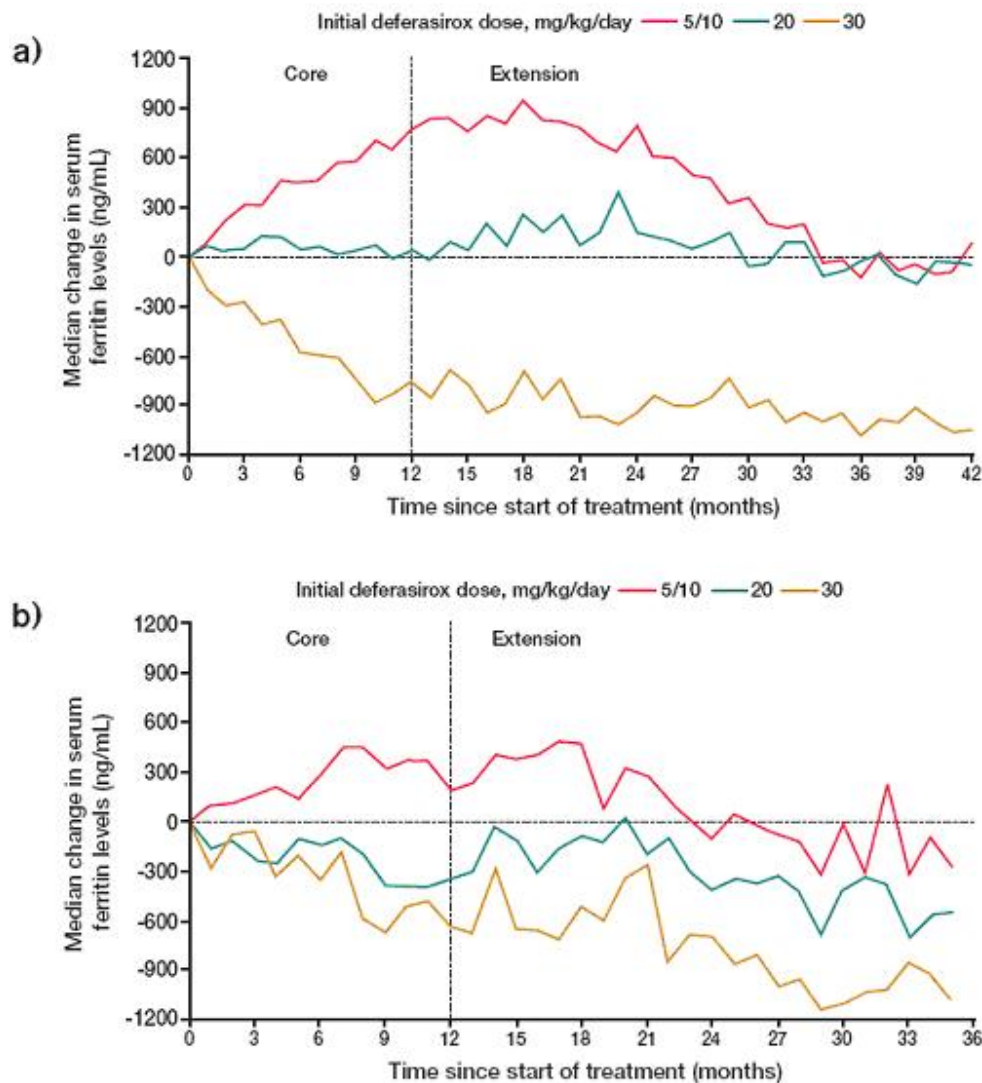 Initial deferasirox dose, mg/kg/day 5/10 20 30
a)
Core Extension
Median change in serum
ferritin levels (ng/mL)
1200
900
600
300
0
-300
-600
-900
-1200
0 3 6 9 12 15 18 21 24 27 30 33 36 39 42
Time since start of treatment (months)
Initial deferasirox dose, mg/kg/day 5/10 20 30
b)
Core Extension
Median change in serum
ferritin levels (ng/mL)
1200
900
600
300
0
-300
-600
-900
-1200
0 3 6 9 12 15 18 21 24 27 30 33 36
Time since start of treatment (months)